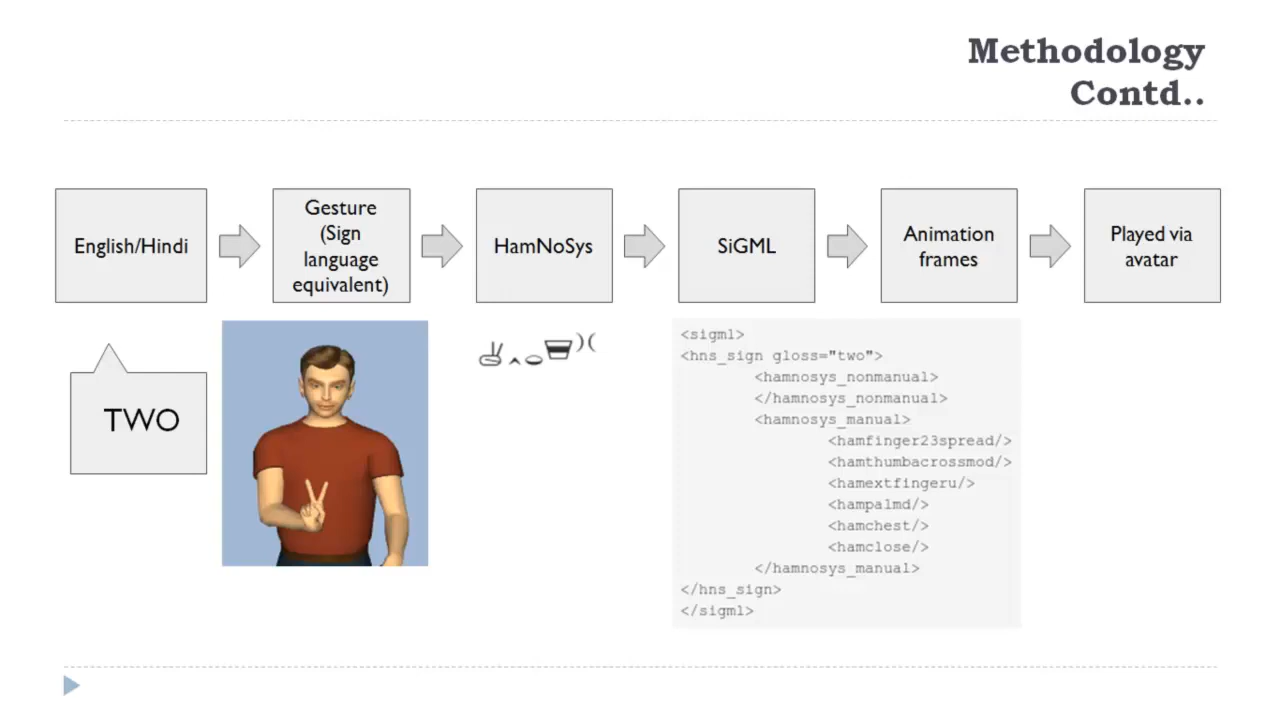 Methodology
Contd..
English/Hindi
Gesture
(Sign
language
equivalent)
HamNoSys
SiGML
Animation
frames
Played via
avatar
TWO
<sigml>
<hns_sign gloss="two">
<hamnosys_nonmanual>
</hamnosys_nonmanual>
<hamnosys_manual>
<hamfinger23spread/>
<hamthumbacrossmod/>
<hamextfingeru/>
<hampalmd/>
<hamchest/>
<hamclose/>
</hamnosys_manual>
</hns_sign>
</sigml>